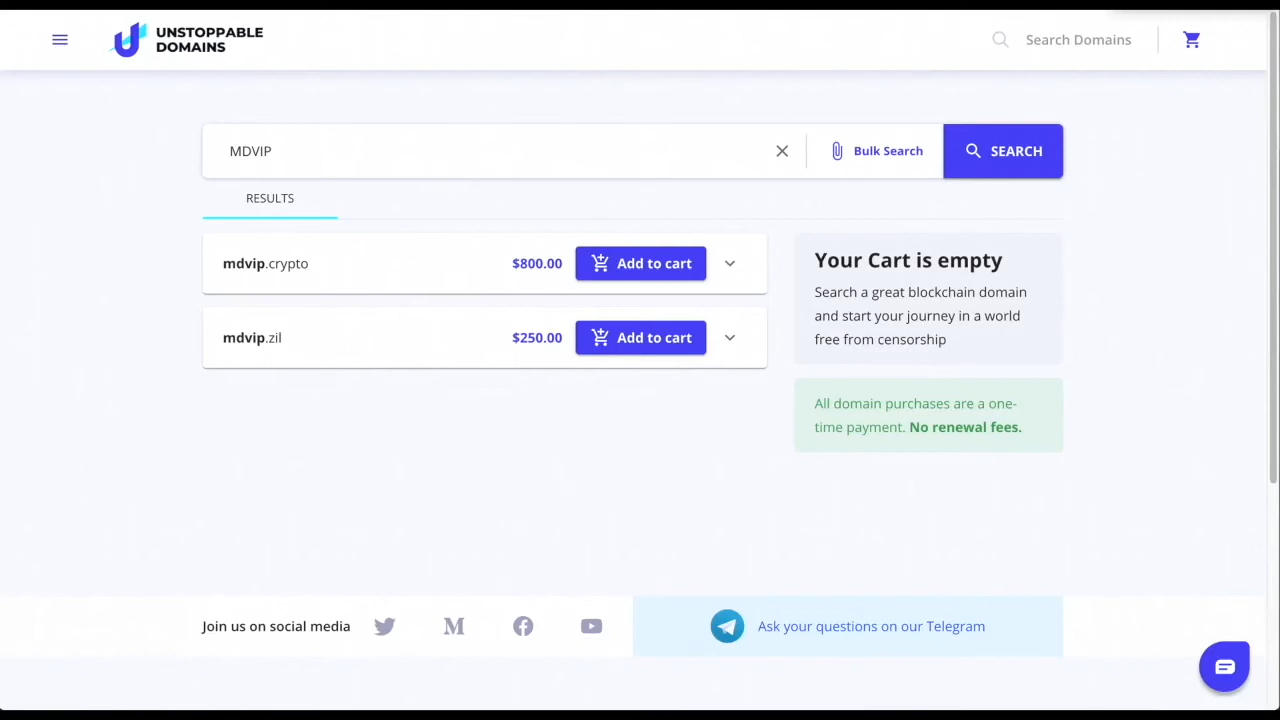 UNSTOPPABLE
DOMAINS
Search Domains
MDVIP
Bulk Search
SEARCH
RESULTS
mdvip.crypto
$800.00
Add to cart
mdvip.zil
$250.00
Add to cart
Your Cart is empty
Search a great blockchain domain
and start your journey in a world
free from censorship
All domain purchases are a one-
time payment. No renewal fees.
Join us on social media
Ask your questions on our Telegram